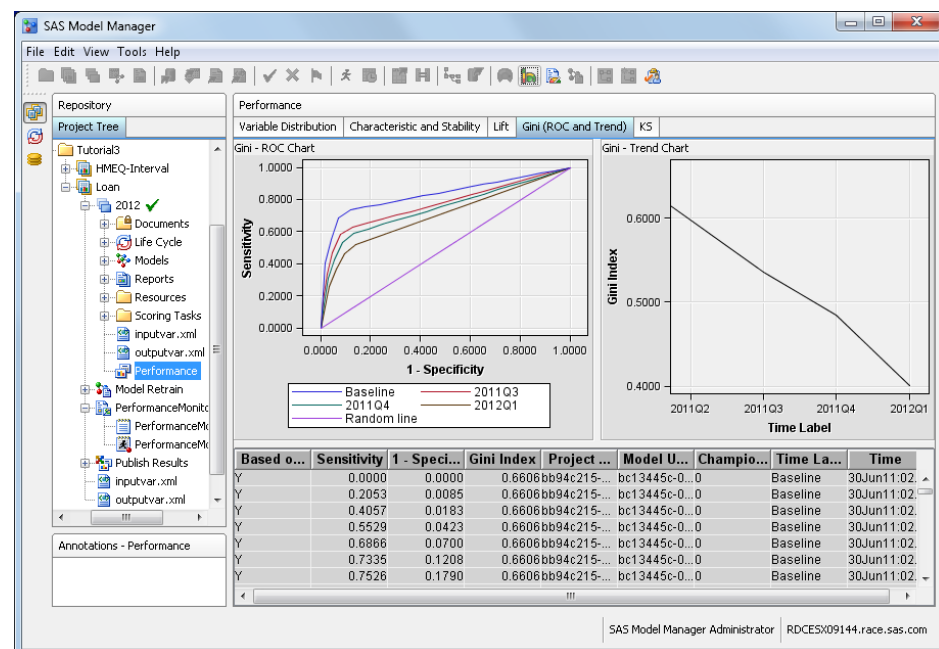 SAS Model Manager
File Edit View Tools Help
Repository
Project Tree
Tutorial3
HMEQ-Interval
Loan
2012
Documents
Life Cycle
Models
Reports
Resources
Scoring Tasks
inputvar.xml
outputvar.xml
Performance
Model Retrain
PerformanceMonitc
PerformanceMc
PerformanceMc
Publish Results
inputvar.xml
outputvar.xml
Annotations - Performance
Performance
Variable Distribution Characteristic and Stability Lift Gini (ROC and Trend) KS
Gini - ROC Chart
1.0000
0.8000
0.6000
0.4000
0.2000
0.0000
Sensitivity
0.0000 0.2000 0.4000 0.6000 0.8000 1.0000
1 - Specificity
Baseline 2011Q3
2011Q4 2012Q1
Random line
Gini - Trend Chart
0.6000
0.5000
0.4000
Gini Index
2011Q2 2011Q3 2011Q4 2012Q1
Time Label
Based o... Sensitivity 1 - Speci... Gini Index Project ... Model U... Champio... Time La... Time
Y 0.0000 0.0000 0.6606 bb94c215-... bc13445c-0... 0 Baseline 30Jun11:02.
Y 0.2053 0.0085 0.6606 bb94c215-... bc13445c-0... 0 Baseline 30Jun11:02.
Y 0.4057 0.0183 0.6606 bb94c215-... bc13445c-0... 0 Baseline 30Jun11:02.
Y 0.5529 0.0423 0.6606 bb94c215-... bc13445c-0... 0 Baseline 30Jun11:02.
Y 0.6866 0.0700 0.6606 bb94c215-... bc13445c-0... 0 Baseline 30Jun11:02.
Y 0.7335 0.1208 0.6606 bb94c215-... bc13445c-0... 0 Baseline 30Jun11:02.
Y 0.7526 0.1790 0.6606 bb94c215-... bc13445c-0... 0 Baseline 30Jun11:02.
SAS Model Manager Administrator RDCESX09144.race.sas.com